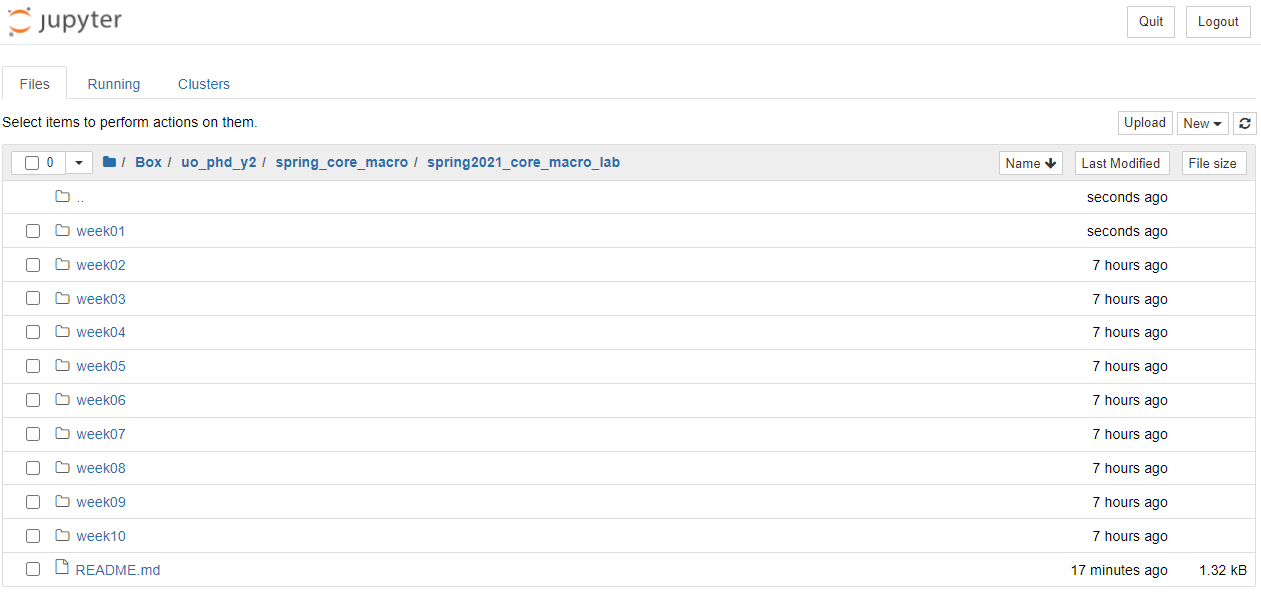 jupyter Quit Logout
Files Running Clusters
Select items to perform actions on them. Upload New
0 / Box / uo_phd_y2 / spring_core_macro / spring2021_core_macro_lab Name Last Modified File size
.. seconds ago
week01 seconds ago
week02 7 hours ago
week03 7 hours ago
week04 7 hours ago
week05 7 hours ago
week06 7 hours ago
week07 7 hours ago
week08 7 hours ago
week09 7 hours ago
week10 7 hours ago
README.md 17 minutes ago 1.32 kB